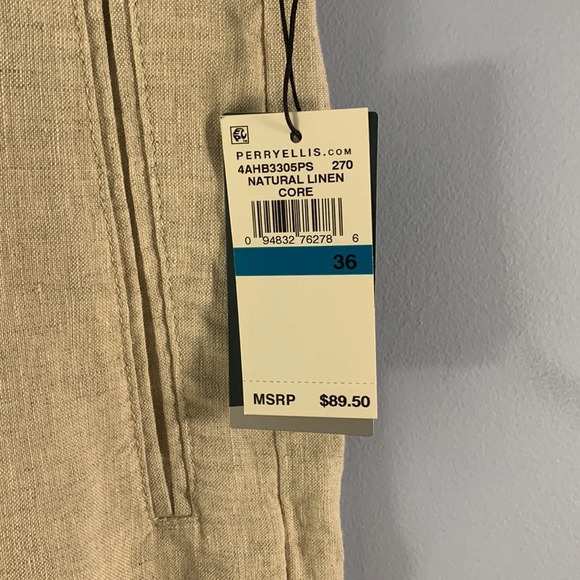 PERRYELLIS.COM
4AHB3305PS 270
NATURAL LINEN
CORE
0 94832 76278 6
36
MSRP $89.50